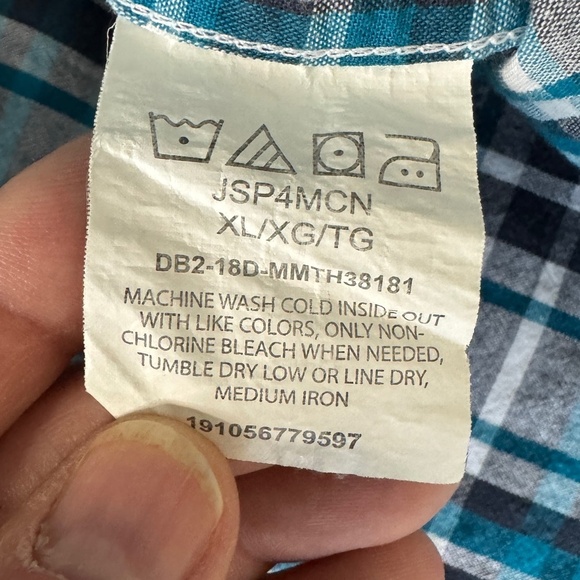 JSP4MCN
XL/XG/TG
DB2-18D-MMTH38181
MACHINE WASH COLD INSIDE OUT
WITH LIKE COLORS, ONLY NON-
CHLORINE BLEACH WHEN NEEDED,
TUMBLE DRY LOW OR LINE DRY,
MEDIUM IRON
191056779597